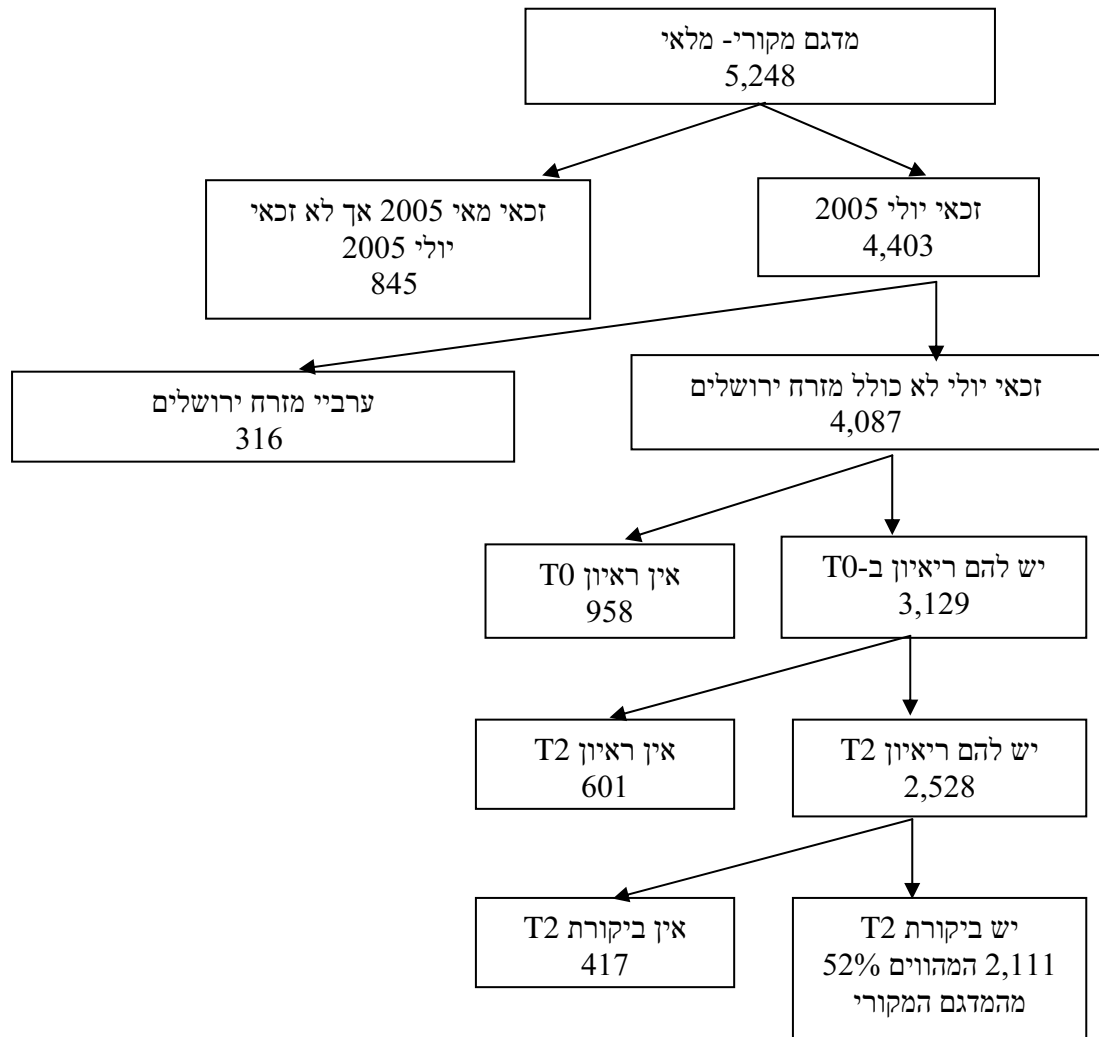 מדגם מקורי- מלאי
5,248
זכאי יולי 2005
4,403
זכאי מאי 2005 אך לא זכאי
יולי 2005
845
זכאי יולי לא כולל מזרח ירושלים
4,087
ערביי מזרח ירושלים
316
יש להם ריאיון ב-T0
3,129
אין ראיון T0
958
יש להם ריאיון T2
2,528
אין ראיון T2
601
יש ביקורת T2
2,111 המהווים 52%
מהמדגם המקורי
אין ביקורת T2
417